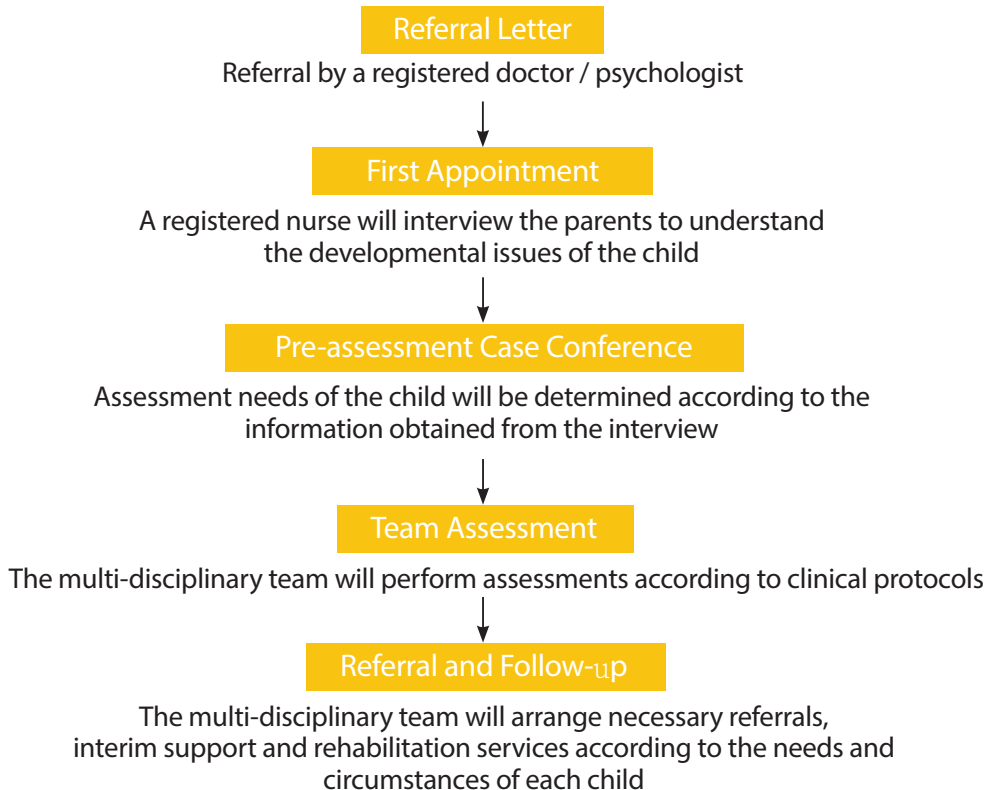 Referral Letter
Referral by a registered doctor / psychologist
First Appointment
A registered nurse will interview the parents to understand
the developmental issues of the child
Pre-assessment Case Conference
Assessment needs of the child will be determined according to the
information obtained from the interview
Team Assessment
The multi-disciplinary team will perform assessments according to clinical protocols
Referral and Follow-up
The multi-disciplinary team will arrange necessary referrals,
interim support and rehabilitation services according to the needs and
circumstances of each child